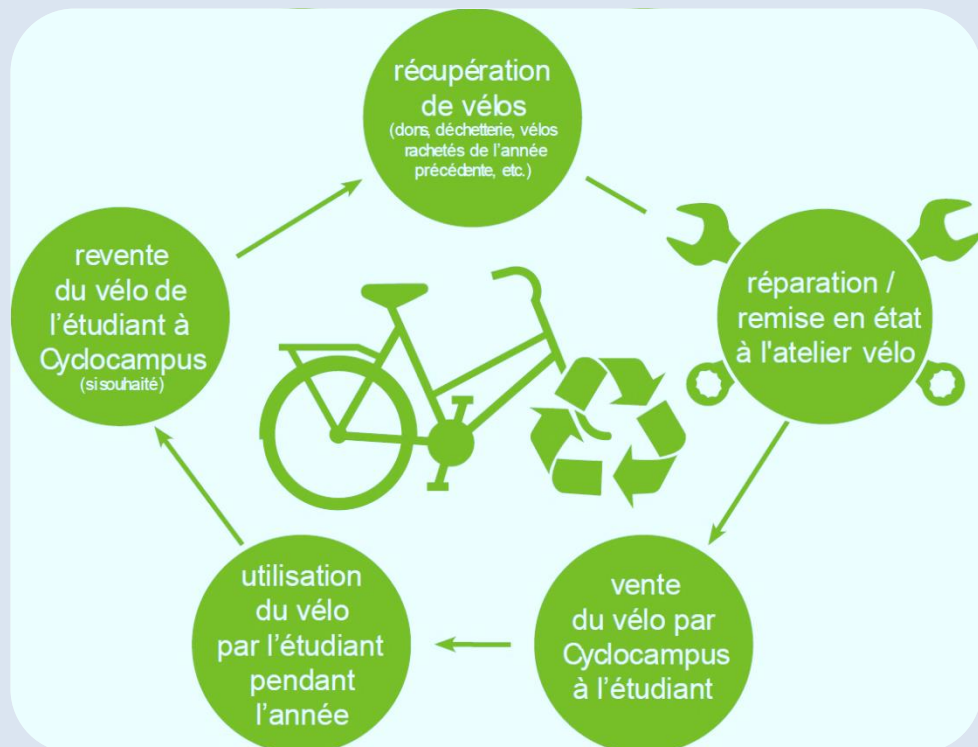 récupération
de vélos
(dons, déchetterie, vélos
rachetés de l'année
précédente, etc.)
réparation /
remise en état
à l'atelier vélo
vente
du vélo par
Cyclocampus
à l'étudiant
utilisation
du vélo
par l'étudiant
pendant
l'année
revente
du vélo de
l'étudiant à
Cyclocampus
(si souhaité)